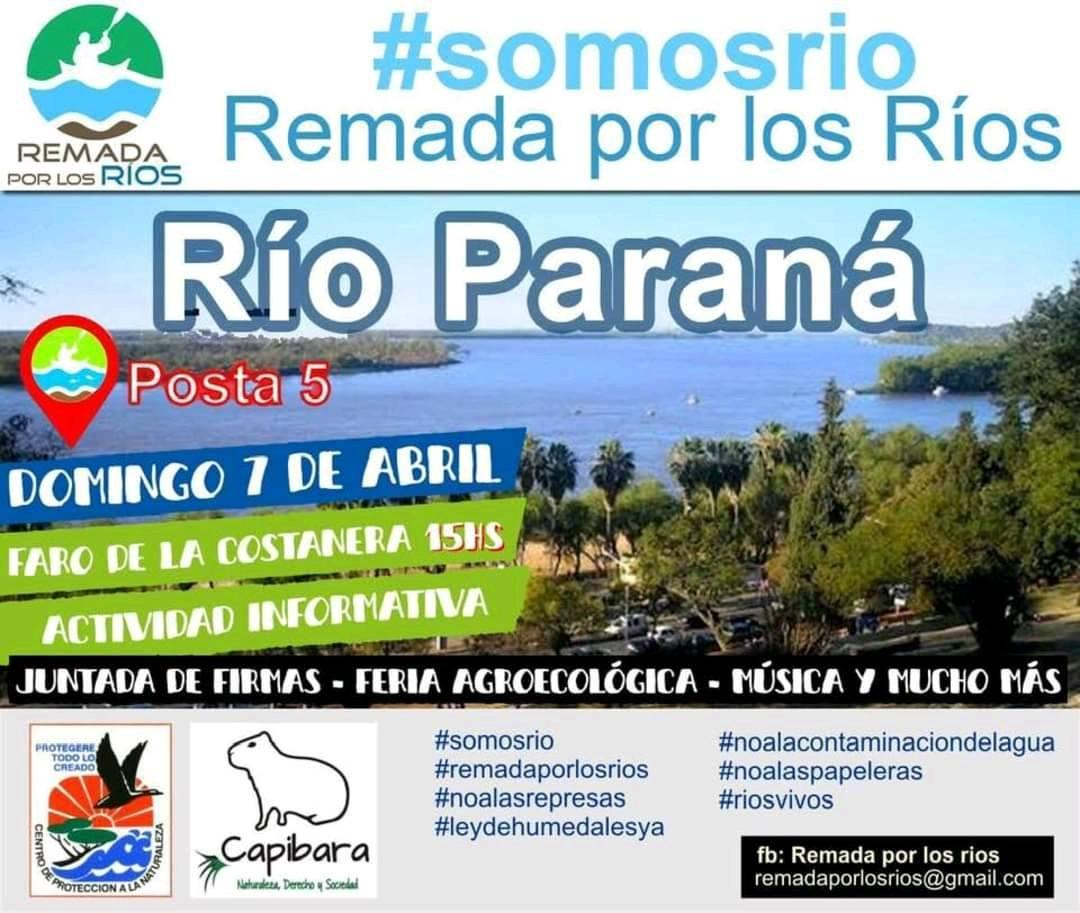 #somosrio
Remada por los Ríos
REMADA
POR LOS RÍOS
Río Paraná
Posta 5
DOMINGO 7 DE ABRIL
FARO DE LA COSTANERA 15HS
ACTIVIDAD INFORMATIVA
JUNTADA DE FIRMAS - FERIA AGROECOLÓGICA - MÚSICA Y MUCHO MÁS
PROTEGERE
TODO LO
CREADO
CENTRO DE PROTECCION A LA NATURALEZA
Capibara
Naturaleza, Derecho y Sociedad
#somosrio
#remadaporlosrios
#noalasrepresas
#leydehumedalesya
#noalacontaminaciondelagua
#noalaspapeleras
#riosvivos
fb: Remada por los rios
remadaporlosrios@gmail.com